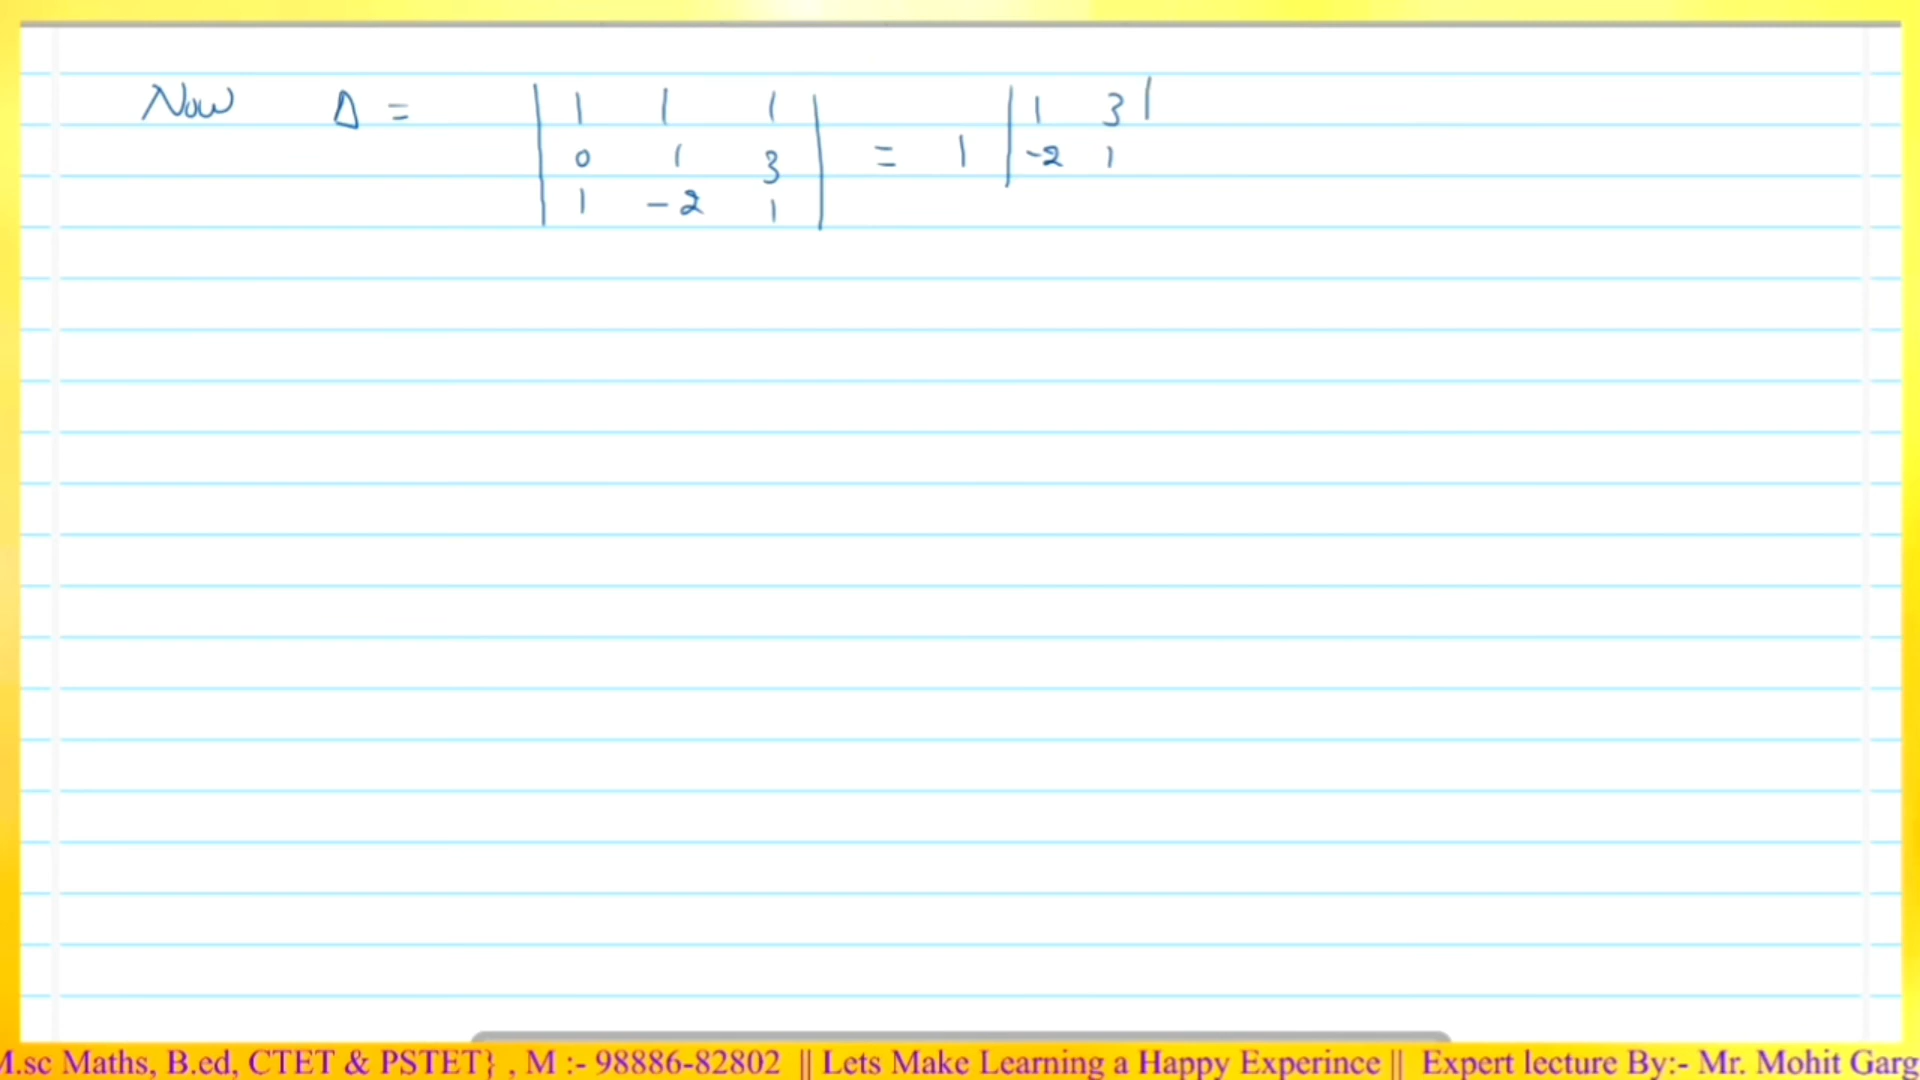 Now Δ = | 1 1 1 | = 1 | 1 3 |
| 0 1 3 | | -2 1
| 1 -2 1 |
M.sc Maths, B.ed, CTET & PSTET} , M :- 98886-82802 || Lets Make Learning a Happy Experince || Expert lecture By:- Mr. Mohit Garg